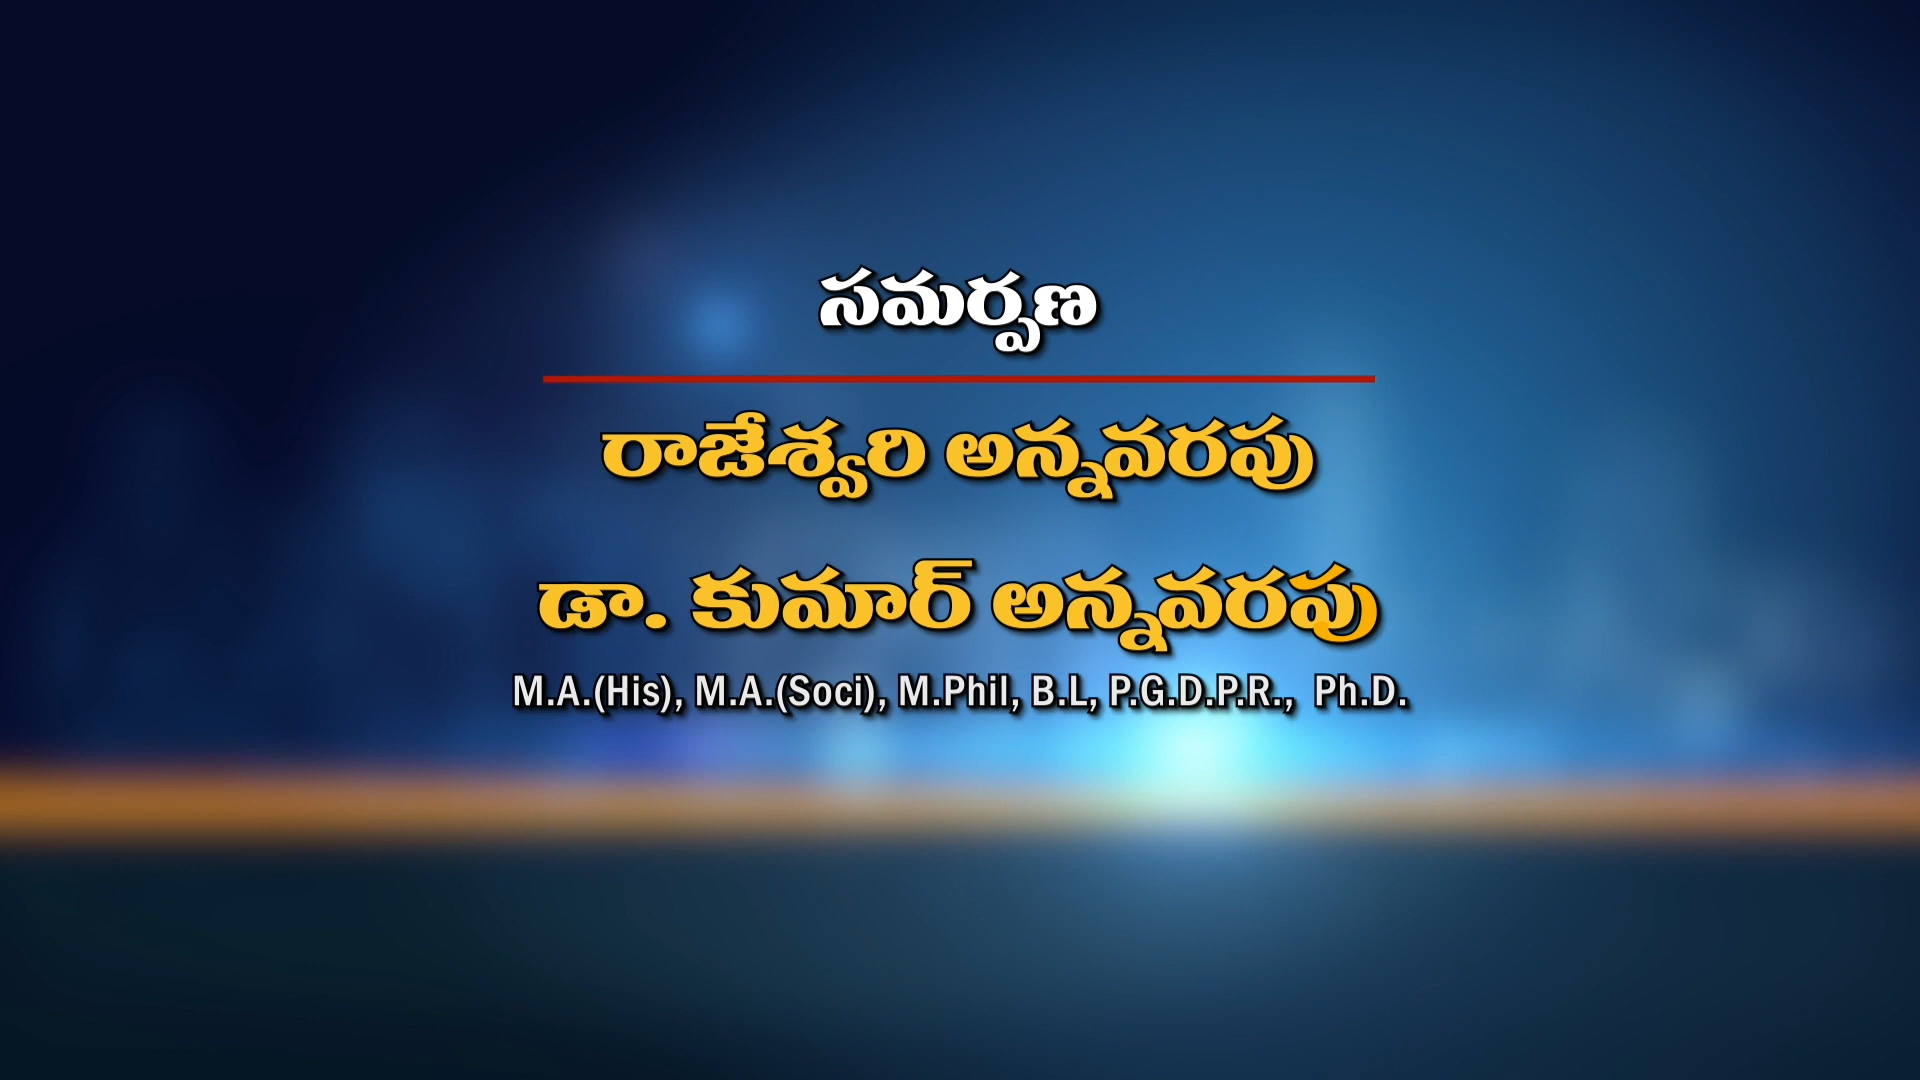 సమర్పణ
రాజేశ్వరి అన్నవరపు
డా. కుమార్ అన్నవరపు
M.A.(His), M.A.(Soci), M.Phil, B.L, P.G.D.P.R., Ph.D.